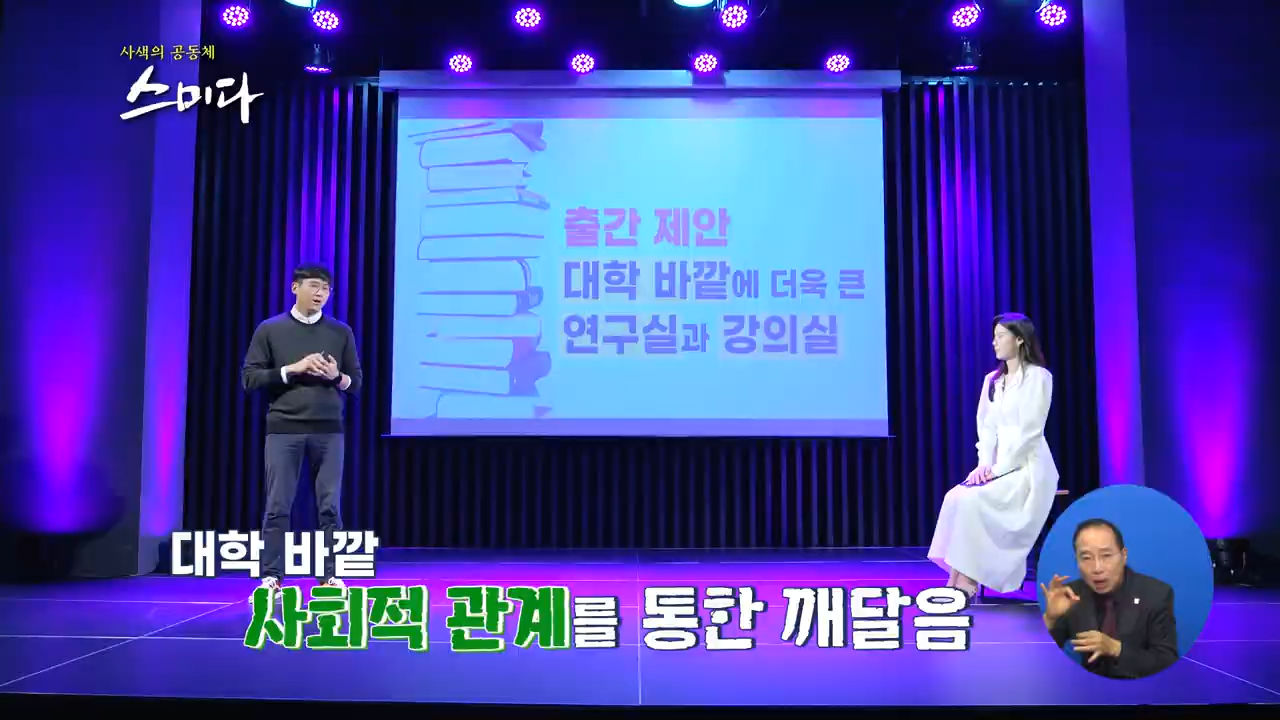 사색의 공동체
스미다
출간 제안
대학 바깥에 더욱 큰
연구실과 강의실
대학 바깥
사회적 관계를 통한 깨달음